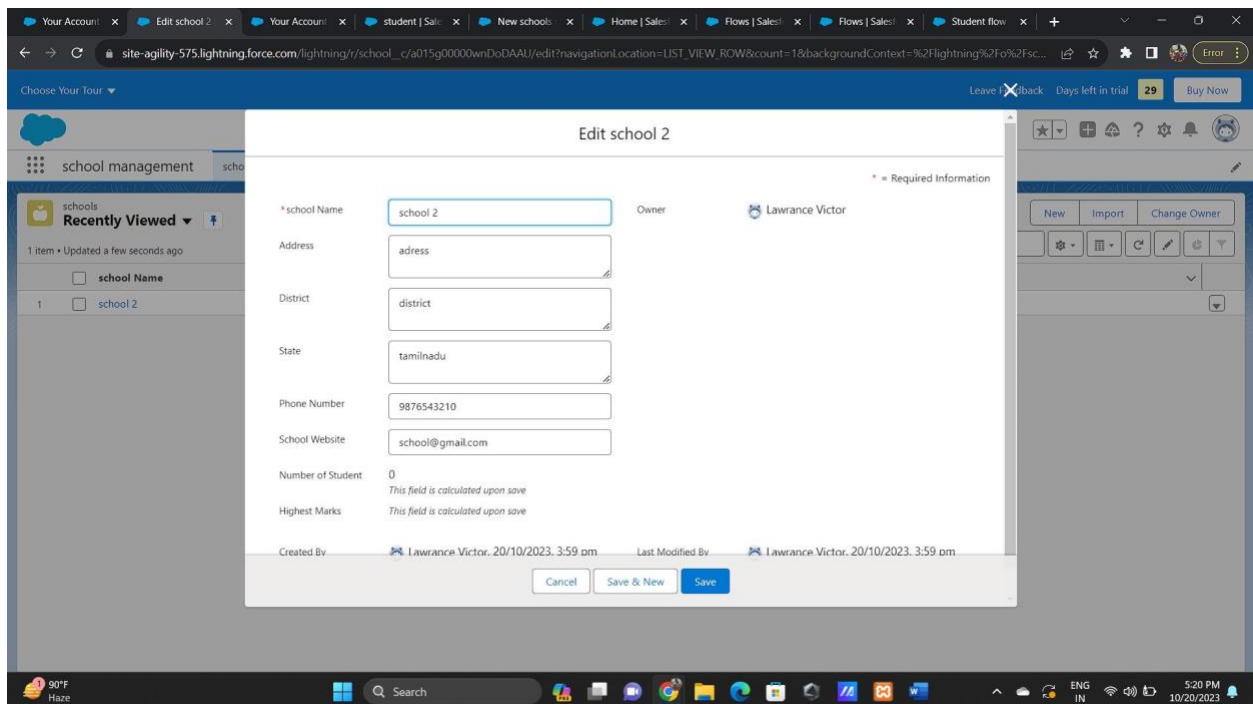 Your Account Edit school 2 Your Account student | Sale New schools Home | Sales Flows | Sales Flows | Sales Student flow
site-agility-575.lightning.force.com/lightning/r/school__c/a015g00000wnDoDAAU/edit?navigationLocation=LIST_VIEW_ROW&count=1&backgroundContext=%2Flightning%2Fo%2Fsc... Error
Choose Your Tour Leave Feedback Days left in trial 29 Buy Now
Edit school 2
school management scho
* = Required Information
schools
Recently Viewed
New Import Change Owner
1 item • Updated a few seconds ago
school Name
1 school 2
*school Name school 2 Owner Lawrance Victor
Address adress
District district
State tamilnadu
Phone Number 9876543210
School Website school@gmail.com
Number of Student 0
This field is calculated upon save
Highest Marks This field is calculated upon save
Created By Lawrance Victor, 20/10/2023, 3:59 pm Last Modified By Lawrance Victor, 20/10/2023, 3:59 pm
Cancel Save & New Save
1 90°F
Haze
Search
ENG
IN
5:20 PM
10/20/2023